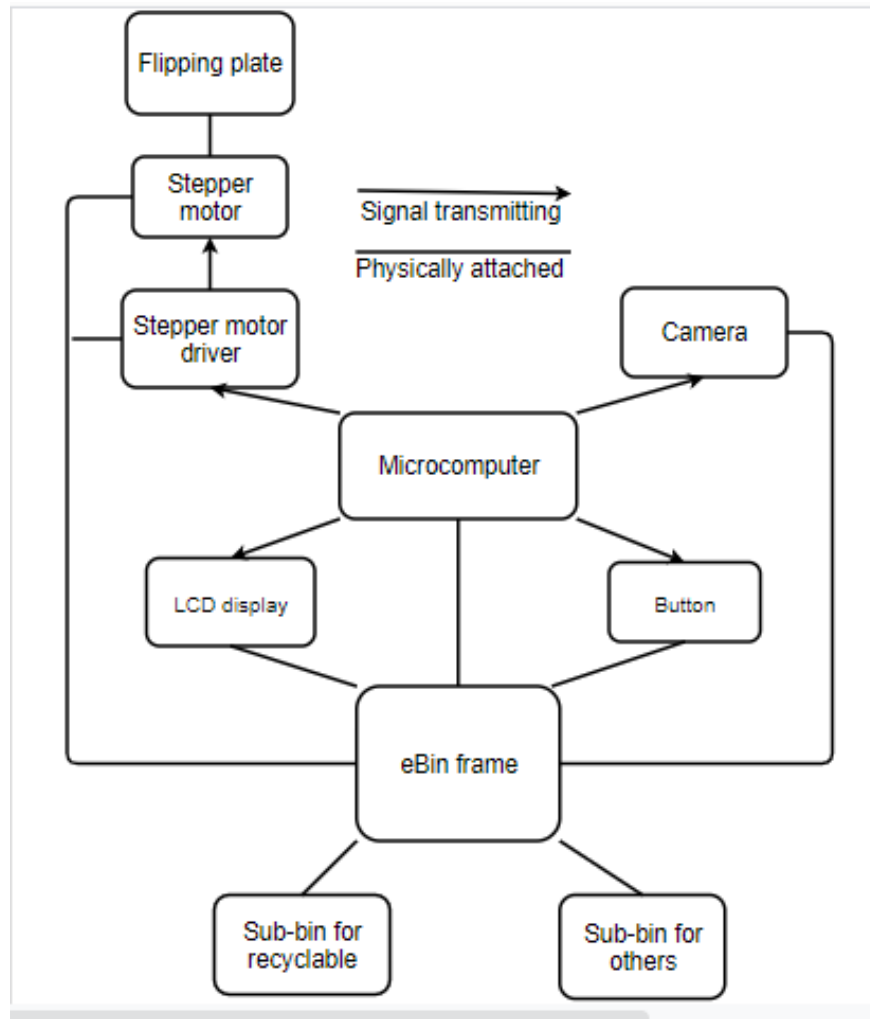 Flipping plate
Stepper
motor
Signal transmitting
Physically attached
Stepper motor
driver
Camera
Microcomputer
LCD display
Button
eBin frame
Sub-bin for
recyclable
Sub-bin for
others